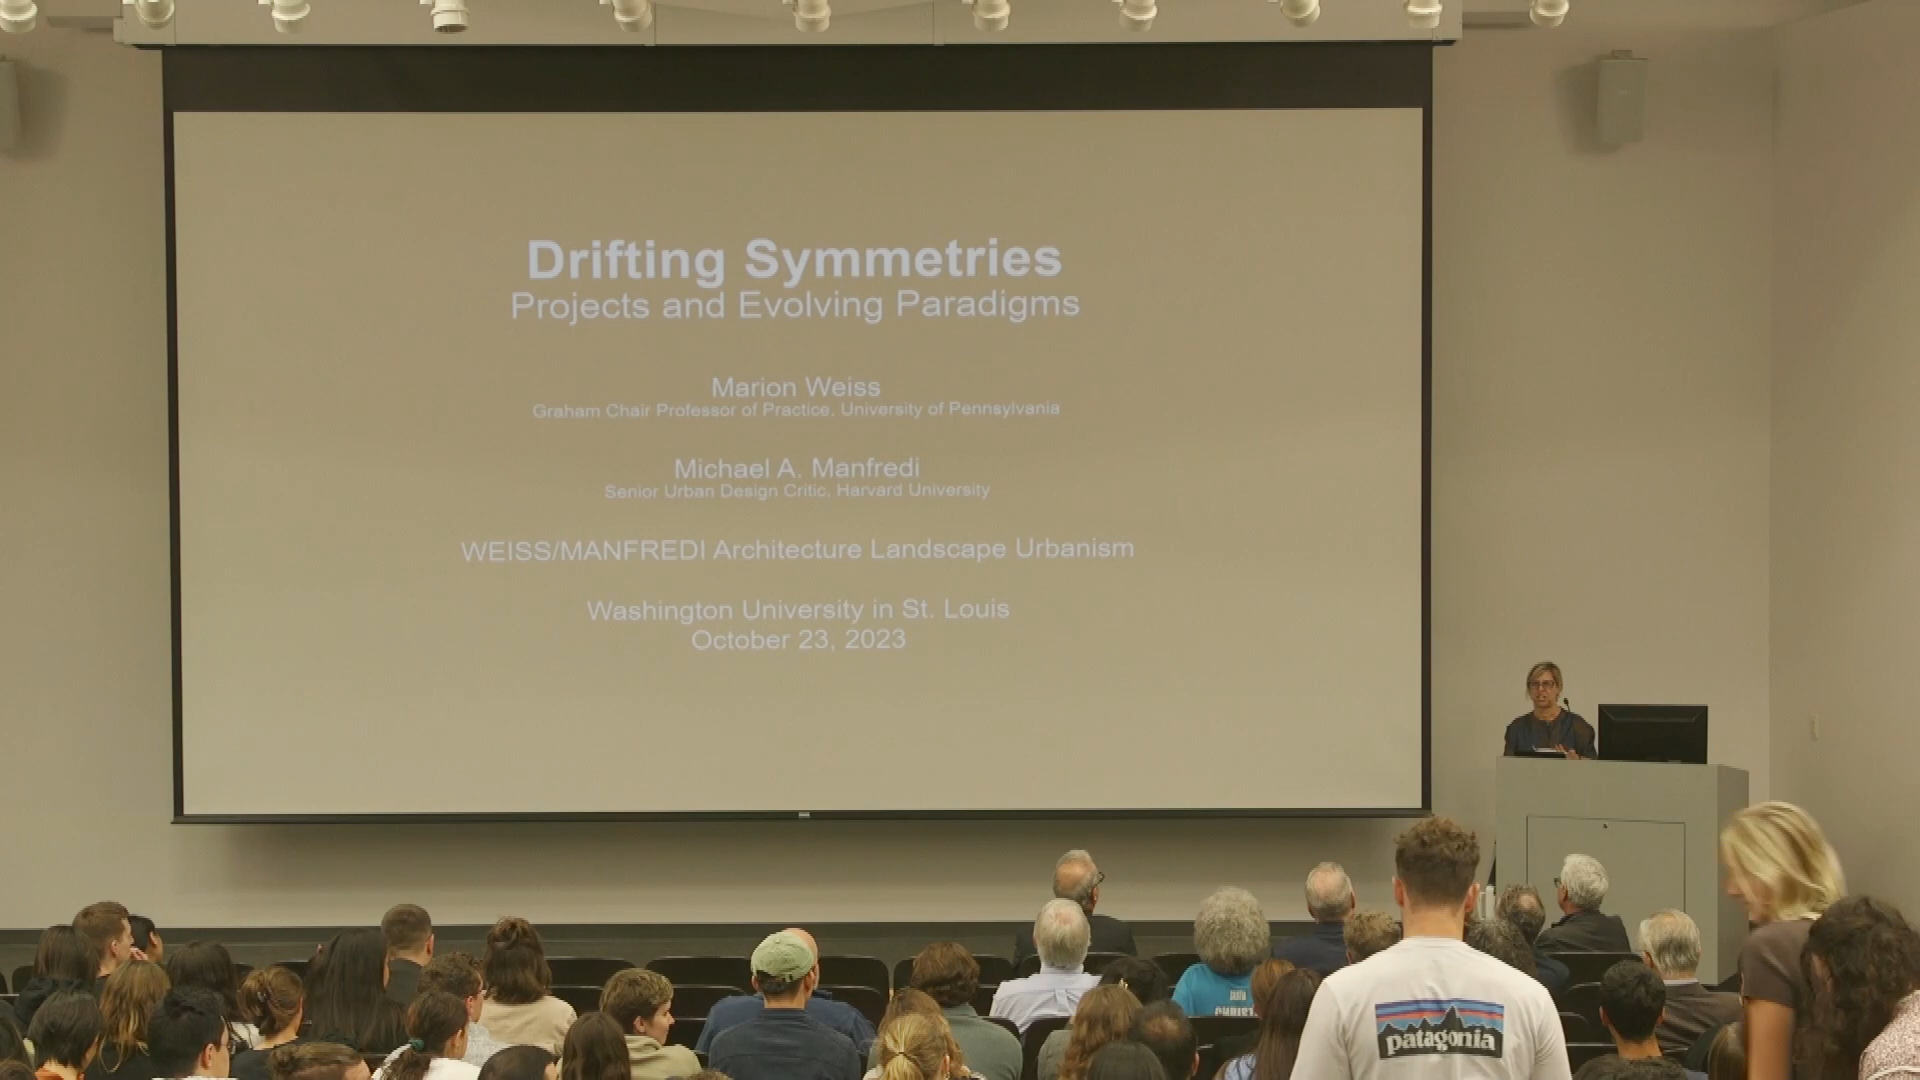 Drifting Symmetries
Projects and Evolving Paradigms
Marion Weiss
Graham Chair Professor of Practice, University of Pennsylvania
Michael A. Manfredi
Senior Urban Design Critic, Harvard University
WEISS/MANFREDI Architecture Landscape Urbanism
Washington University in St. Louis
October 23, 2023
patagonia